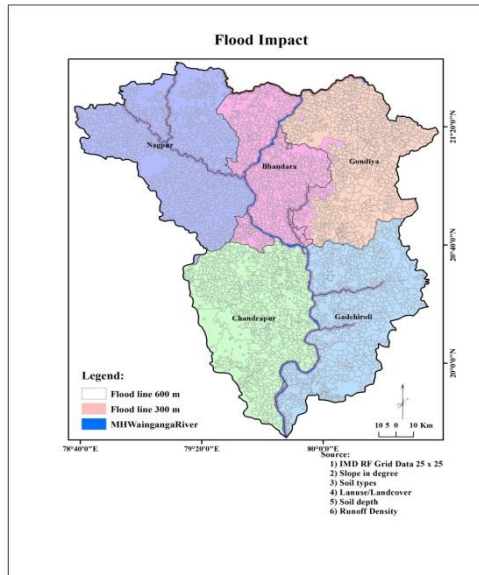 Flood Impact
Nagpur
Bhandara
Gondiya
Chandrapur
Gadchiroli
21°20'0"N
20°40'0"N
20°0'0"N
Legend:
Flood line 600 m
Flood line 300 m
MHWaingangaRiver
10 5 0 10 Km
78°40'0"E
79°20'0"E
80°0'0"E
Source:
1) IMD RF Grid Data 25 x 25
2) Slope in degree
3) Soil types
4) Lanuse/Landcover
5) Soil depth
6) Runoff Density